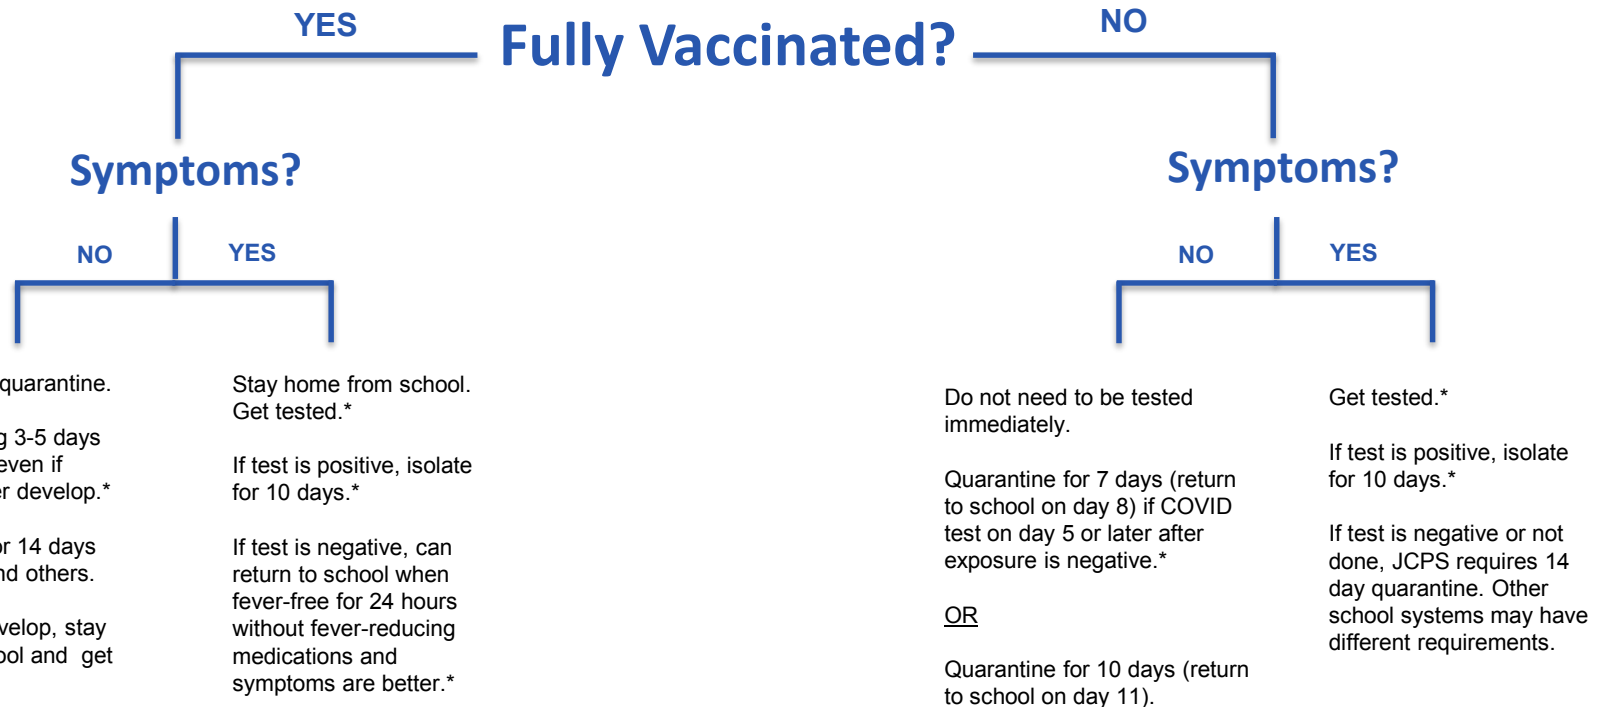 YES
Fully Vaccinated?
NO
Symptoms?
NO
YES
quarantine.
3-5 days
even if
develop.*
14 days
others.
stay
and get
Stay home from school.
Get tested.*
If test is positive, isolate
for 10 days.*
If test is negative, can
return to school when
fever-free for 24 hours
without fever-reducing
medications and
symptoms are better.*
Symptoms?
NO
YES
Do not need to be tested
immediately.
Quarantine for 7 days (return
to school on day 8) if COVID
test on day 5 or later after
exposure is negative.*
OR
Quarantine for 10 days (return
to school on day 11).
Get tested.*
If test is positive, isolate
for 10 days.*
If test is negative or not
done, JCPS requires 14
day quarantine. Other
school systems may have
different requirements.